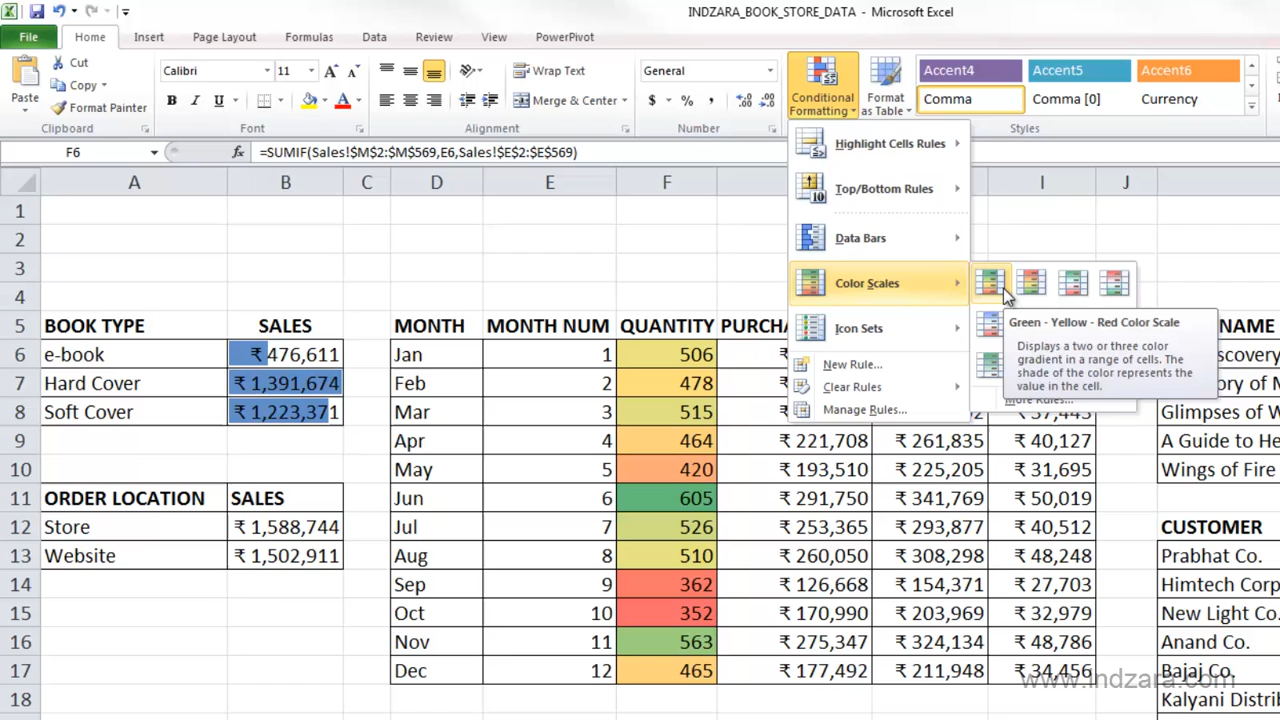 INDZARA_BOOK_STORE_DATA - Microsoft Excel
File Home Insert Page Layout Formulas Data Review View PowerPivot
Paste Cut Copy Format Painter Clipboard
Calibri 11 A A B I U A Font
Wrap Text Merge & Center Alignment
General $ % , .0 .00 .00 .0 Number
Conditional Formatting Format as Table
Accent4 Accent5 Accent6
Comma Comma [0] Currency
Styles
F6 fx =SUMIF(Sales!$M$2:$M$569,E6,Sales!$E$2:$E$569)
Highlight Cells Rules
Top/Bottom Rules
10
Data Bars
Color Scales
Icon Sets
New Rule...
Clear Rules
Manage Rules...
Green - Yellow - Red Color Scale
Displays a two or three color
gradient in a range of cells. The
shade of the color represents the
value in the cell.
More Rules...
A B C D E F I J
1
2
3
4
5 BOOK TYPE SALES MONTH MONTH NUM QUANTITY PURCHA NAME
6 e-book ₹ 476,611 Jan 1 506
7 Hard Cover ₹ 1,391,674 Feb 2 478
8 Soft Cover ₹ 1,223,371 Mar 3 515 Glimpses of W
9 Apr 4 464 ₹ 221,708 ₹ 261,835 ₹ 40,127 A Guide to He
10 May 5 420 ₹ 193,510 ₹ 225,205 ₹ 31,695 Wings of Fire
11 ORDER LOCATION SALES Jun 6 605 ₹ 291,750 ₹ 341,769 ₹ 50,019
12 Store ₹ 1,588,744 Jul 7 526 ₹ 253,365 ₹ 293,877 ₹ 40,512 CUSTOMER
13 Website ₹ 1,502,911 Aug 8 510 ₹ 260,050 ₹ 308,298 ₹ 48,248 Prabhat Co.
14 Sep 9 362 ₹ 126,668 ₹ 154,371 ₹ 27,703 Himtech Corp
15 Oct 10 352 ₹ 170,990 ₹ 203,969 ₹ 32,979 New Light Co.
16 Nov 11 563 ₹ 275,347 ₹ 324,134 ₹ 48,786 Anand Co.
17 Dec 12 465 ₹ 177,492 ₹ 211,948 ₹ 34,456 Bajaj Co.
www.indzara.com
18 Kalyani Distri